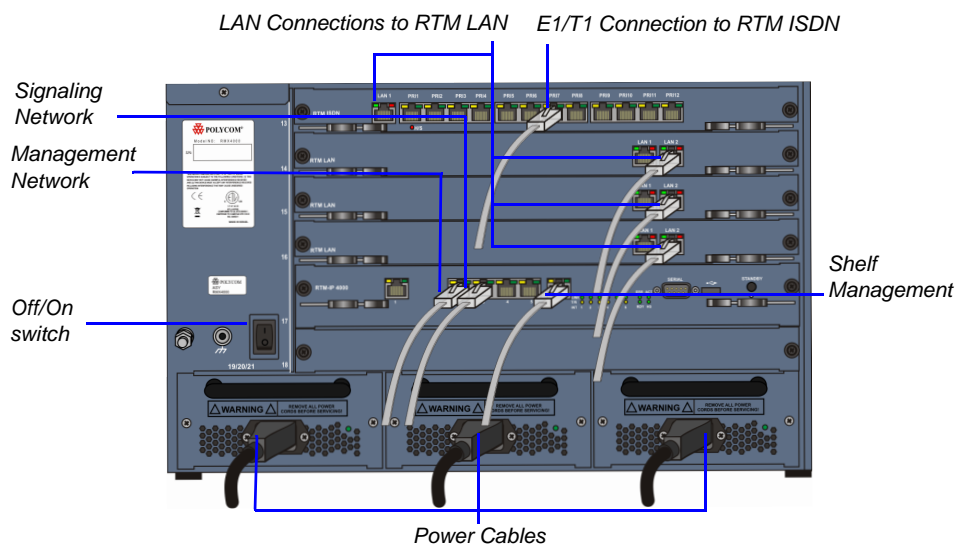 LAN Connections to RTM LAN
E1/T1 Connection to RTM ISDN
Signaling
Network
Management
Network
Off/On
switch
Shelf
Management
Power Cables
LAN 1 PRI1 PRI2 PRI3 PRI4 PRI5 PRI6 PRI7 PRI8 PRI9 PRI10 PRI11 PRI12
RTM ISDN
13
POLYCOM
RTM LAN
LAN 1 LAN 2
14
RTM LAN
LAN 1 LAN 2
15
RTM LAN
LAN 1 LAN 2
16
RTM-IP 4000
SERIAL
STANDBY
POLYCOM
17
18
19/20/21
WARNING
REMOVE ALL POWER
CORDS BEFORE SERVICING!
WARNING
REMOVE ALL POWER
CORDS BEFORE SERVICING!
WARNING
REMOVE ALL POWER
CORDS BEFORE SERVICING!